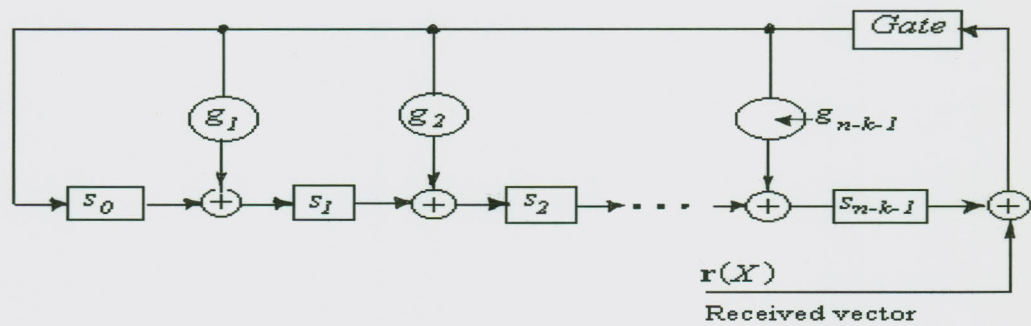 Gate
g1
g2
gn-k-1
s0
+
s1
+
s2
...
+
sn-k-1
+
r(X)
Received vector